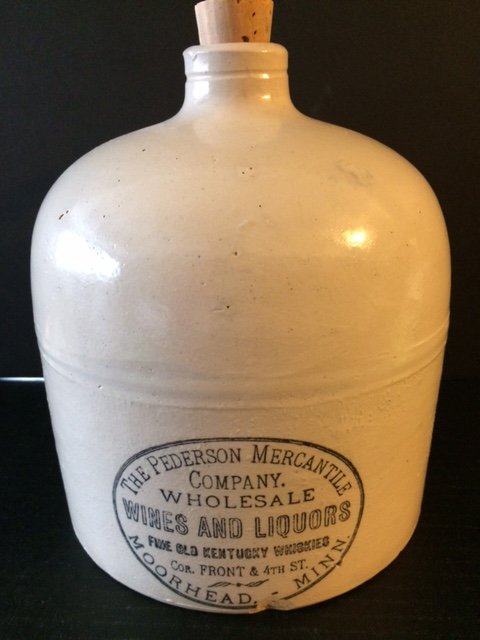 THE PEDERSON MERCANTILE
COMPANY.
WHOLESALE
WINES AND LIQUORS
FINE OLD KENTUCKY WHISKIES
COR. FRONT & 4TH ST.
MOORHEAD, - MINN.